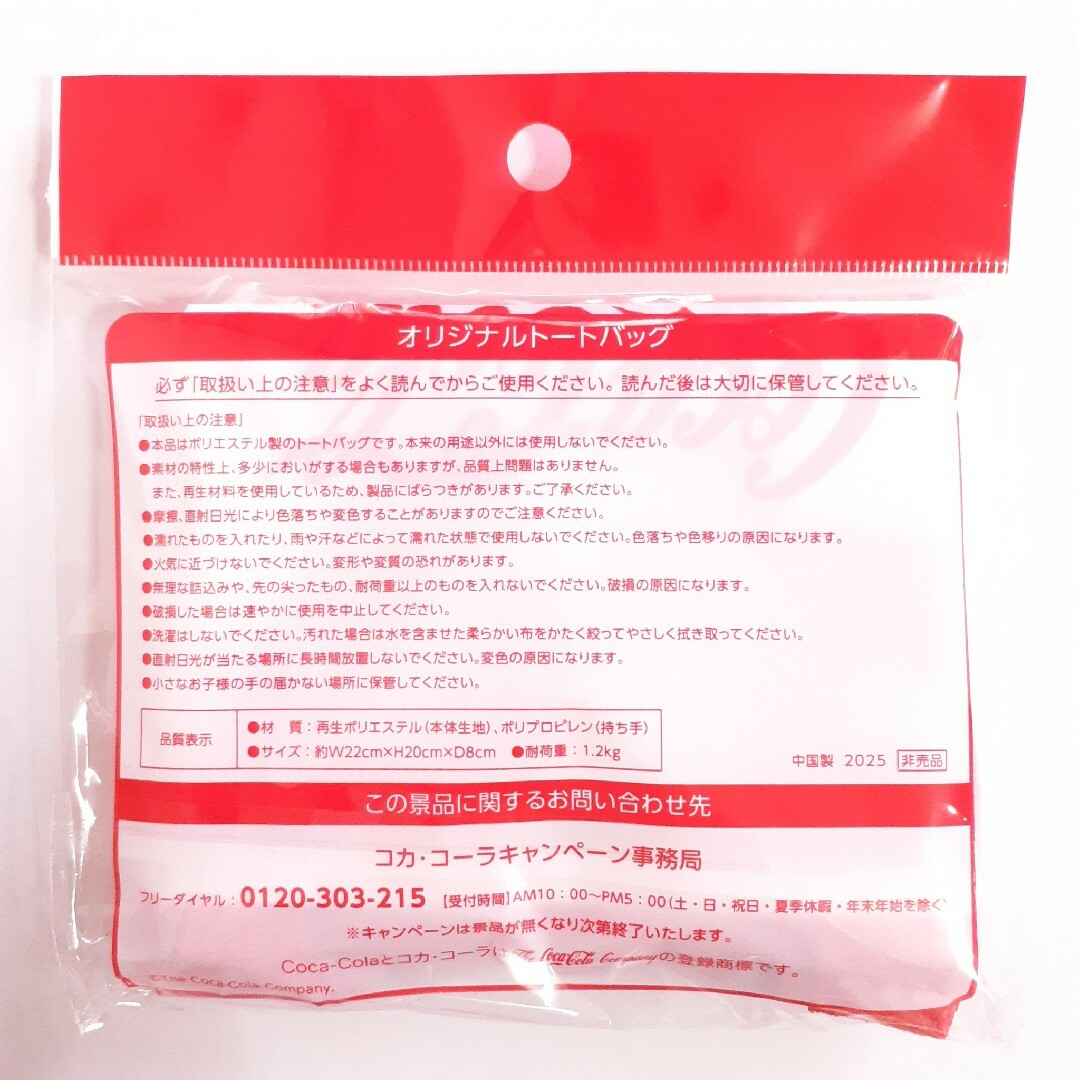 オリジナルトートバッグ
必ず「取扱い上の注意」をよく読んでからご使用ください。読んだ後は大切に保管してください。
「取扱い上の注意」
●本品はポリエステル製のトートバッグです。本来の用途以外には使用しないでください。
●素材の特性上、多少においがする場合もありますが、品質上問題はありません。
また、再生材料を使用しているため、製品にばらつきがあります。ご了承ください。
●摩擦、直射日光により色落ちや変色することがありますのでご注意ください。
●濡れたものを入れたり、雨や汗などによって濡れた状態で使用しないでください。色落ちや色移りの原因になります。
●火気に近づけないでください。変形や変質の恐れがあります。
●無理な詰込みや、先の尖ったもの、耐荷重以上のものを入れないでください。破損の原因になります。
●破損した場合は速やかに使用を中止してください。
●洗濯はしないでください。汚れた場合は水を含ませた柔らかい布をかたく絞ってやさしく拭き取ってください。
●直射日光が当たる場所に長時間放置しないでください。変色の原因になります。
●小さなお子様の手の届かない場所に保管してください。
品質表示
●材 質：再生ポリエステル（本体生地）、ポリプロピレン（持ち手）
●サイズ：約W22cm×H20cm×D8cm ●耐荷重：1.2kg
中国製 2025 非売品
この景品に関するお問い合わせ先
コカ・コーラキャンペーン事務局
フリーダイヤル：0120-303-215 【受付時間】AM10：00〜PM5：00（土・日・祝日・夏季休暇・年末年始を除く）
※キャンペーンは景品が無くなり次第終了いたします。
Coca-Colaとコカ・コーラは The Coca-Cola Company の登録商標です。
©The Coca-Cola Company.